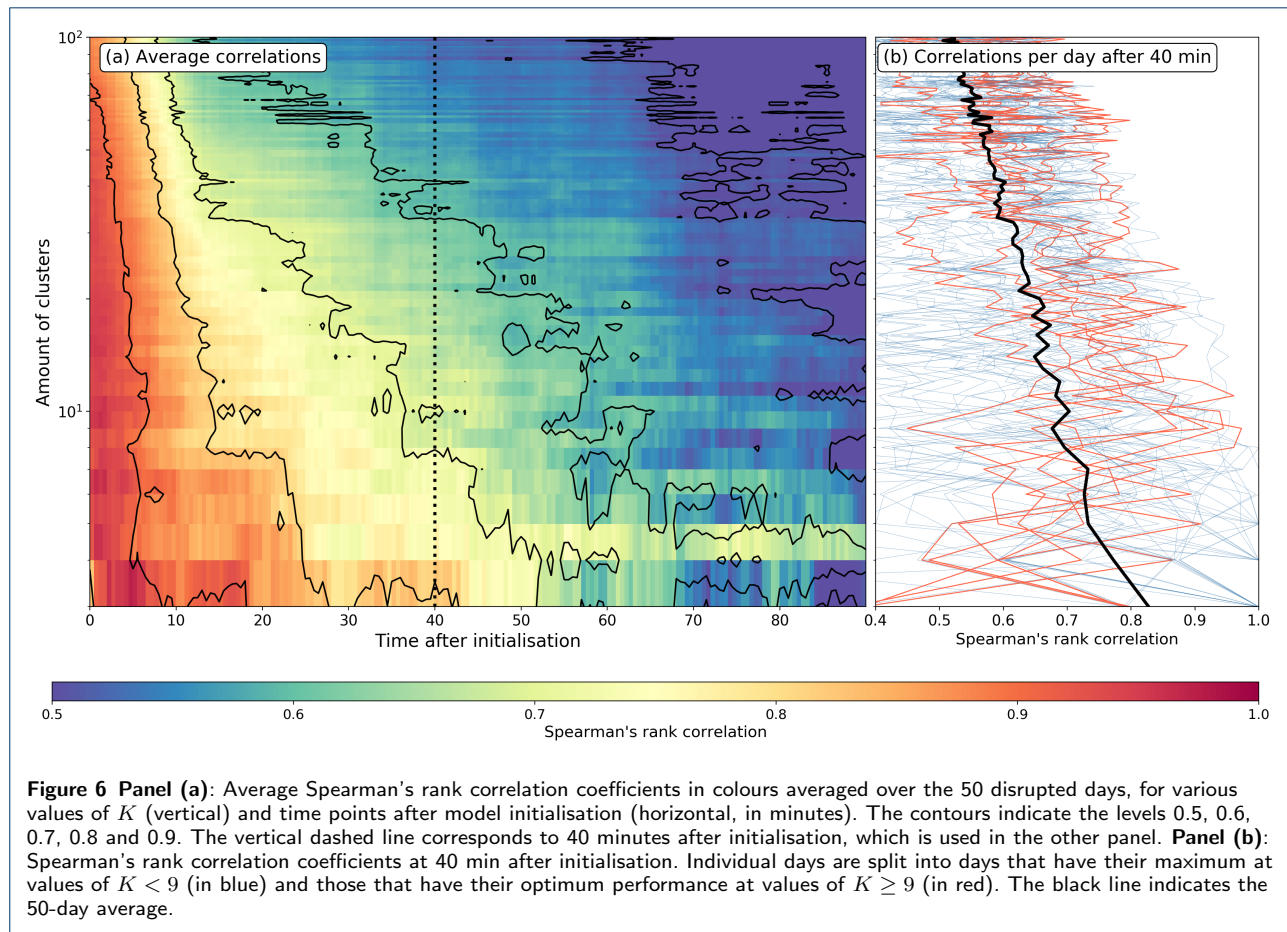 (a) Average correlations
(b) Correlations per day after 40 min
10²
10¹
Amount of clusters
0 10 20 30 40 50 60 70 80 90
Time after initialisation
0.4 0.5 0.6 0.7 0.8 0.9 1.0
Spearman's rank correlation
0.5 0.6 0.7 0.8 0.9 1.0
Spearman's rank correlation
Figure 6 Panel (a): Average Spearman's rank correlation coefficients in colours averaged over the 50 disrupted days, for various
values of K (vertical) and time points after model initialisation (horizontal, in minutes). The contours indicate the levels 0.5, 0.6,
0.7, 0.8 and 0.9. The vertical dashed line corresponds to 40 minutes after initialisation, which is used in the other panel. Panel (b):
Spearman's rank correlation coefficients at 40 min after initialisation. Individual days are split into days that have their maximum at
values of K < 9 (in blue) and those that have their optimum performance at values of K ≥ 9 (in red). The black line indicates the
50-day average.